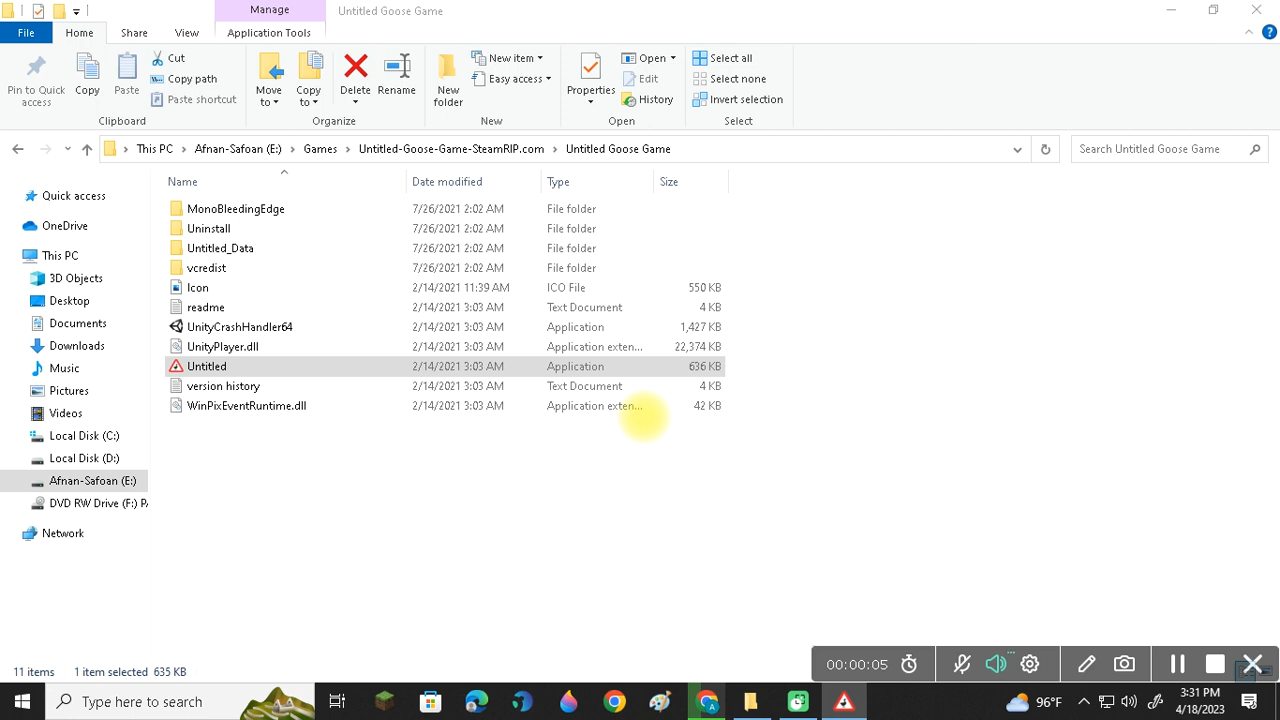 Manage
Untitled Goose Game
File
Home
Share
View
Application Tools
Pin to Quick access
Copy
Paste
Cut
Copy path
Paste shortcut
Clipboard
Move to
Copy to
Delete
Rename
Organize
New folder
New item
Easy access
New
Properties
Open
Edit
History
Open
Select all
Select none
Invert selection
Select
This PC > Afnan-Safoan (E:) > Games > Untitled-Goose-Game-SteamRIP.com > Untitled Goose Game
Search Untitled Goose Game
Name Date modified Type Size
MonoBleedingEdge 7/26/2021 2:02 AM File folder
Uninstall 7/26/2021 2:02 AM File folder
Untitled_Data 7/26/2021 2:02 AM File folder
vcredist 7/26/2021 2:02 AM File folder
Icon 2/14/2021 11:39 AM ICO File 550 KB
readme 2/14/2021 3:03 AM Text Document 4 KB
UnityCrashHandler64 2/14/2021 3:03 AM Application 1,427 KB
UnityPlayer.dll 2/14/2021 3:03 AM Application exten... 22,374 KB
Untitled 2/14/2021 3:03 AM Application 636 KB
version history 2/14/2021 3:03 AM Text Document 4 KB
WinPixEventRuntime.dll 2/14/2021 3:03 AM Application exten... 42 KB
Quick access
OneDrive
This PC
3D Objects
Desktop
Documents
Downloads
Music
Pictures
Videos
Local Disk (C:)
Local Disk (D:)
Afnan-Safoan (E:)
DVD RW Drive (F:) PA
Network
11 items 1 item selected 635 KB
00:00:05
Type here to search
96°F
3:31 PM
4/18/2023